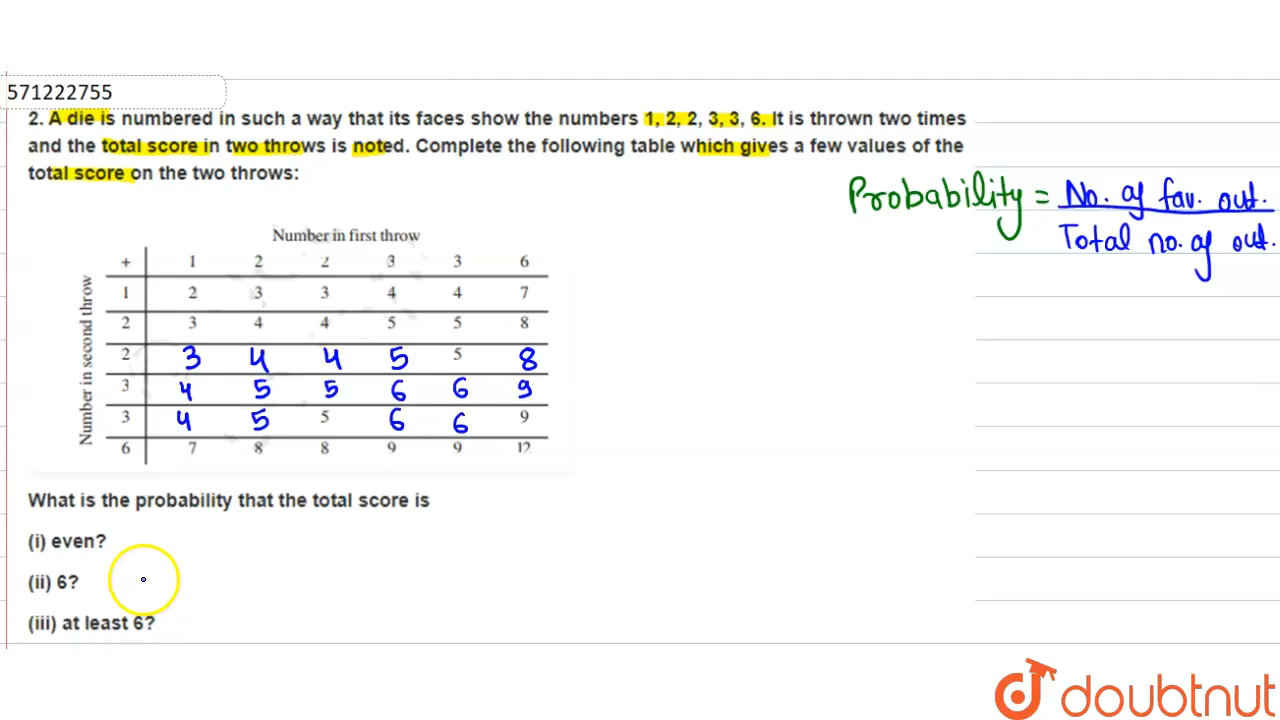 571222755
2. A die is numbered in such a way that its faces show the numbers 1, 2, 2, 3, 3, 6. It is thrown two times
and the total score in two throws is noted. Complete the following table which gives a few values of the
total score on the two throws:
Probability = No. of fav. out.
Total no. of out.
Number in first throw
Number in second throw
+ 1 2 2 3 3 6
1 2 3 3 4 4 7
2 3 4 4 5 5 8
2 3 4 4 5 5 8
3 4 5 5 6 6 9
3 4 5 5 6 6 9
6 7 8 8 9 9 12
What is the probability that the total score is
(i) even?
(ii) 6?
(iii) at least 6?
doubtnut